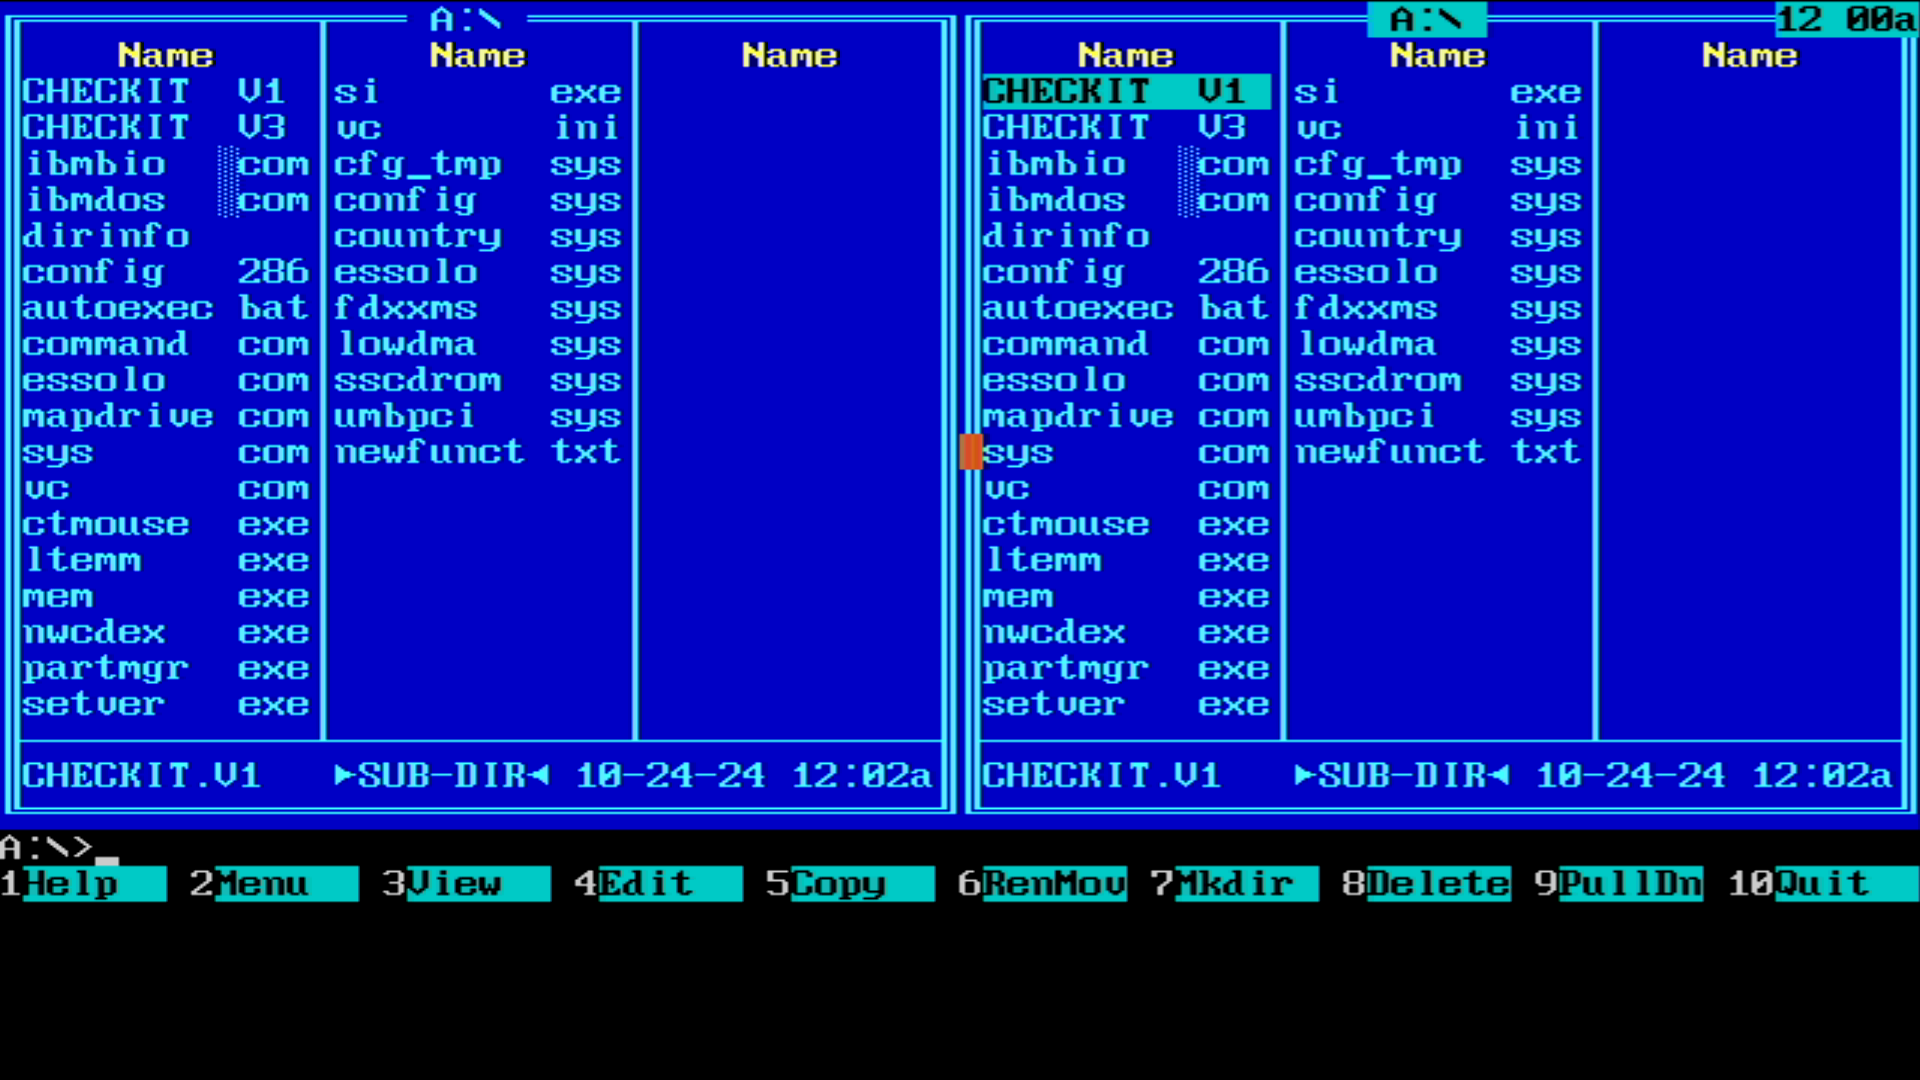 A:\ A:\ 12 00a
Name Name Name Name Name Name
CHECKIT V1 si exe CHECKIT V1 si exe
CHECKIT V3 vc ini CHECKIT V3 vc ini
ibmbio ░com cfg_tmp sys ibmbio ░com cfg_tmp sys
ibmdos ░com config sys ibmdos ░com config sys
dirinfo country sys dirinfo country sys
config 286 essolo sys config 286 essolo sys
autoexec bat fdxxms sys autoexec bat fdxxms sys
command com lowdma sys command com lowdma sys
essolo com sscdrom sys essolo com sscdrom sys
mapdrive com umbpci sys mapdrive com umbpci sys
sys com newfunct txt sys com newfunct txt
vc com vc com
ctmouse exe ctmouse exe
ltemm exe ltemm exe
mem exe mem exe
nwcdex exe nwcdex exe
partmgr exe partmgr exe
setver exe setver exe
CHECKIT.V1 ►SUB-DIR◄ 10-24-24 12:02a CHECKIT.V1 ►SUB-DIR◄ 10-24-24 12:02a
A:\>_
1Help 2Menu 3View 4Edit 5Copy 6RenMov 7Mkdir 8Delete 9PullDn 10Quit